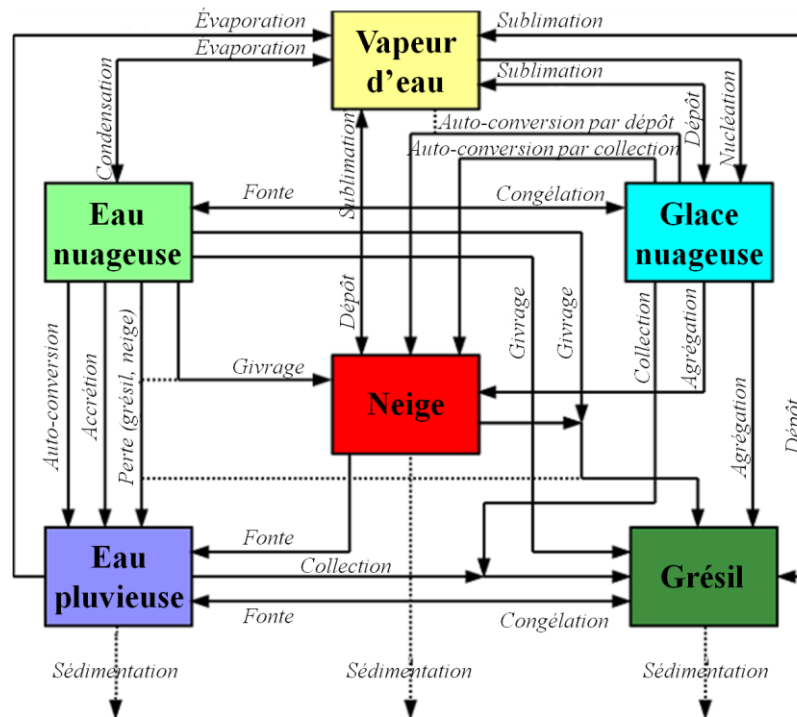 Évaporation
Sublimation
Evaporation
Vapeur
d’eau
Sublimation
Condensation
Sublimation
Auto-conversion par dépôt
Auto-conversion par collection
Dépôt
Nucléation
Eau
nuageuse
Fonte
Congélation
Glace
nuageuse
Dépôt
Givrage
Givrage
Collection
Agrégation
Auto-conversion
Accrétion
Perte (grésil, neige)
Givrage
Neige
Agrégation
Dépôt
Eau
pluvieuse
Fonte
Collection
Fonte
Congélation
Grésil
Sédimentation
Sédimentation
Sédimentation